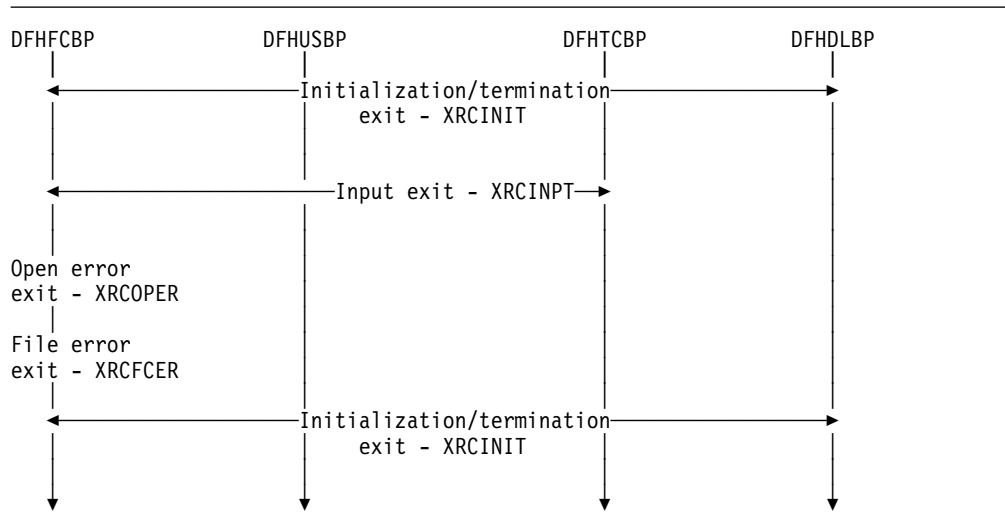 DFHFCBP DFHUSBP DFHTCBP DFHDLBP
Initialization/termination
exit - XRCINIT
Input exit - XRCINPT
Open error
exit - XRCOPER
File error
exit - XRCFCER
Initialization/termination
exit - XRCINIT